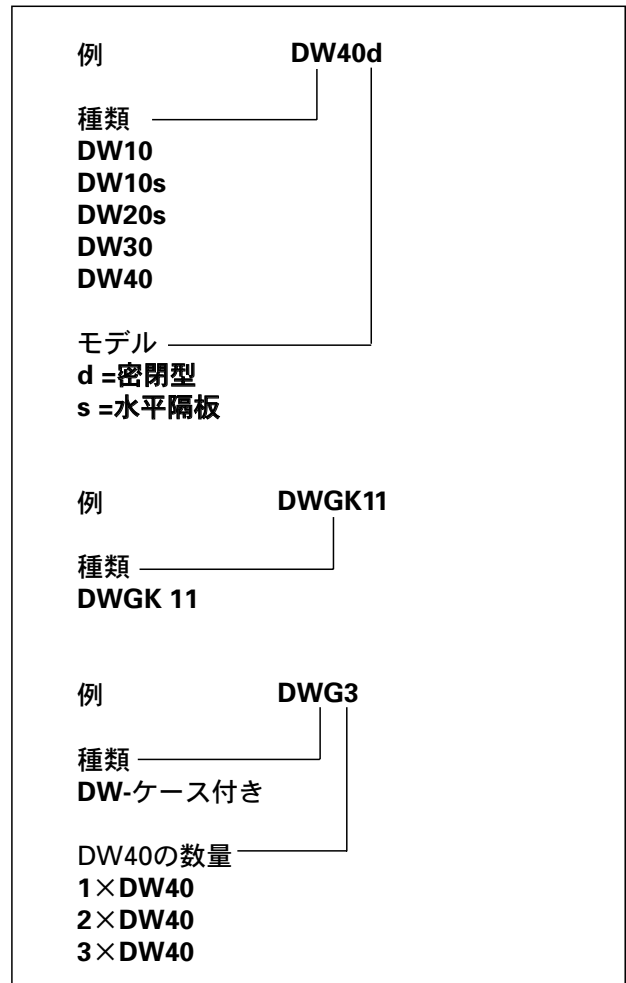 例 DW40d
種類
DW10
DW10s
DW20s
DW30
DW40
モデル
d =密閉型
s =水平隔板
例 DWGK11
種類
DWGK 11
例 DWG3
種類
DW-ケース付き
DW40の数量
1×DW40
2×DW40
3×DW40